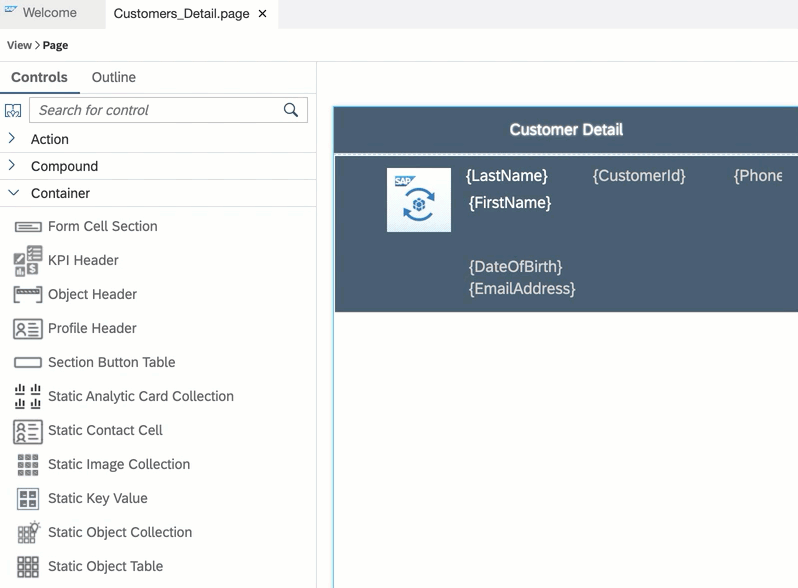 SAP Welcome Customers_Detail.page ✕
View > Page
Controls Outline
Search for control
Action
Compound
Container
Form Cell Section
KPI Header
Object Header
Profile Header
Section Button Table
Static Analytic Card Collection
Static Contact Cell
Static Image Collection
Static Key Value
Static Object Collection
Static Object Table
Customer Detail
SAP
{LastName} {CustomerId} {Phone
{FirstName}
{DateOfBirth}
{EmailAddress}